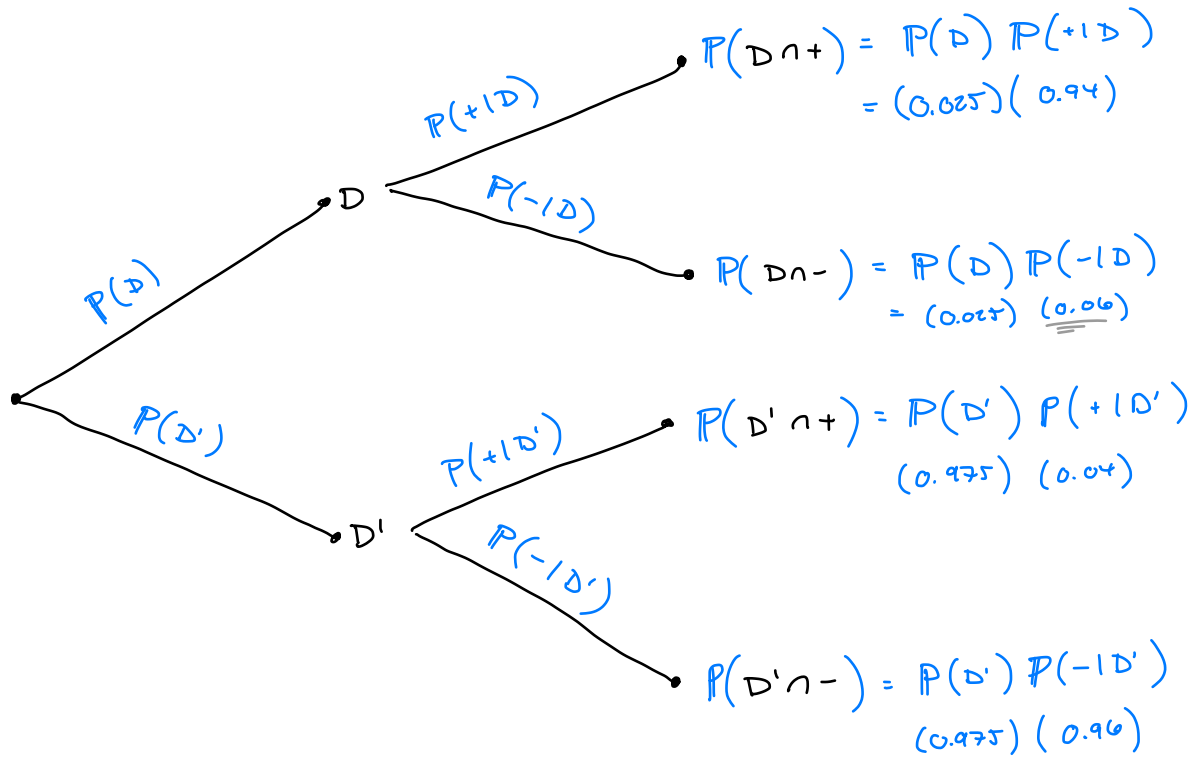 ℙ(D∩+) = ℙ(D) ℙ(+|D)
= (0.025)(0.94)
ℙ(+|D)
ℙ(-|D)
D
ℙ(D∩-) = ℙ(D) ℙ(-|D)
= (0.025) (0.06)
ℙ(D)
ℙ(D')
ℙ(D'∩+) = ℙ(D') ℙ(+|D')
(0.975) (0.04)
ℙ(+|D')
D'
ℙ(-|D')
ℙ(D'∩-) = ℙ(D') ℙ(-|D')
(0.975) (0.96)